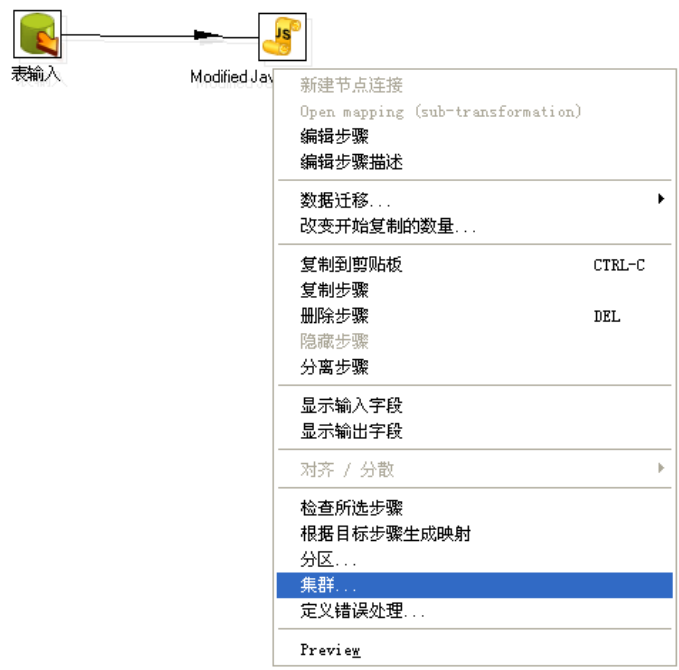 JS
表输入
Modified Jav
新建节点连接
Open mapping (sub-transformation)
编辑步骤
编辑步骤描述
数据迁移...
改变开始复制的数量...
复制到剪贴板 CTRL-C
复制步骤
删除步骤 DEL
隐藏步骤
分离步骤
显示输入字段
显示输出字段
对齐 / 分散
检查所选步骤
根据目标步骤生成映射
分区...
集群...
定义错误处理...
Preview